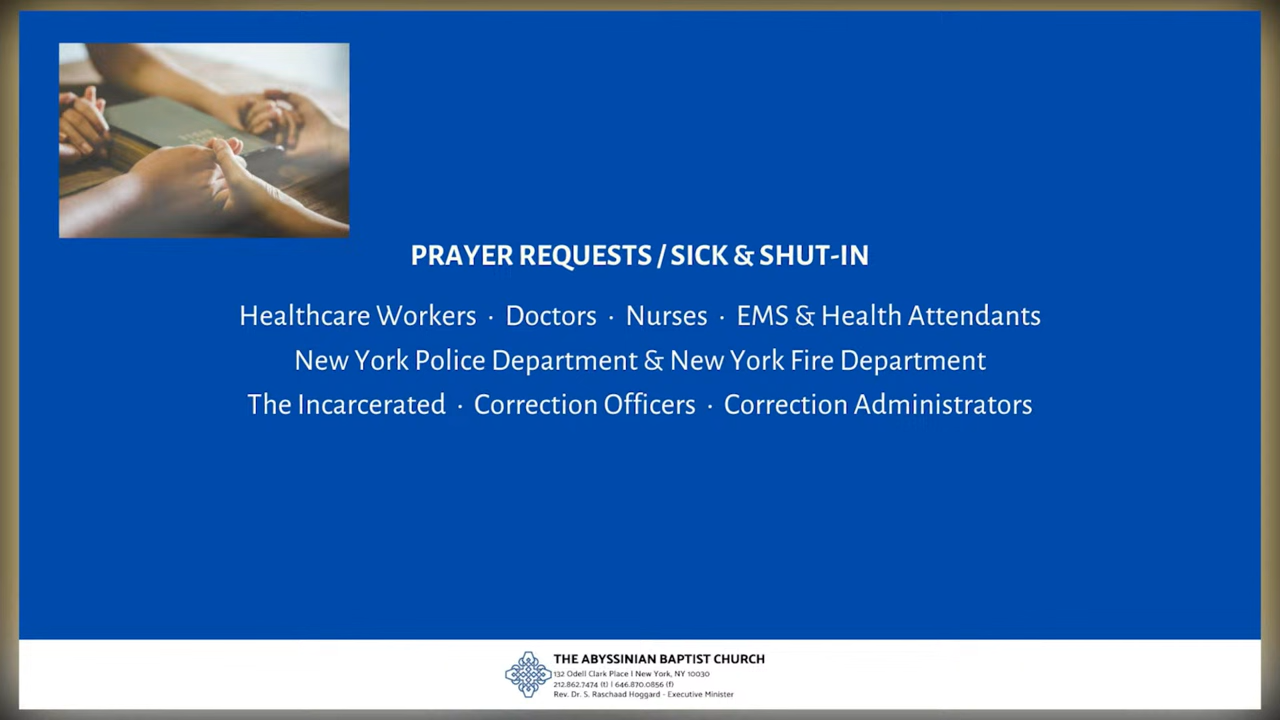 PRAYER REQUESTS / SICK & SHUT-IN
Healthcare Workers · Doctors · Nurses · EMS & Health Attendants
New York Police Department & New York Fire Department
The Incarcerated · Correction Officers · Correction Administrators
THE ABYSSINIAN BAPTIST CHURCH
132 Odell Clark Place I New York, NY 10030
212.862.7474 (t) I 646.870.0856 (f)
Rev. Dr. S. Raschaad Hoggard - Executive Minister